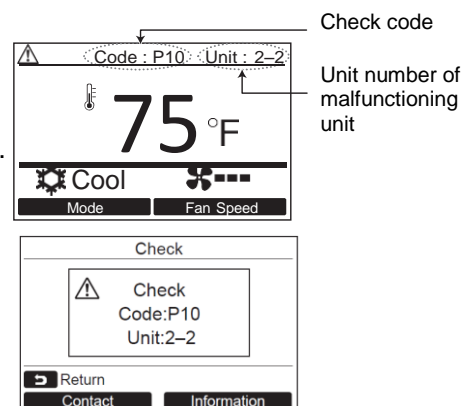 Check code
Code : P10 Unit : 2–2
Unit number of
malfunctioning
unit
75 °F
.
Cool
Mode Fan Speed
Check
Check
Code:P10
Unit:2–2
Return
Contact Information